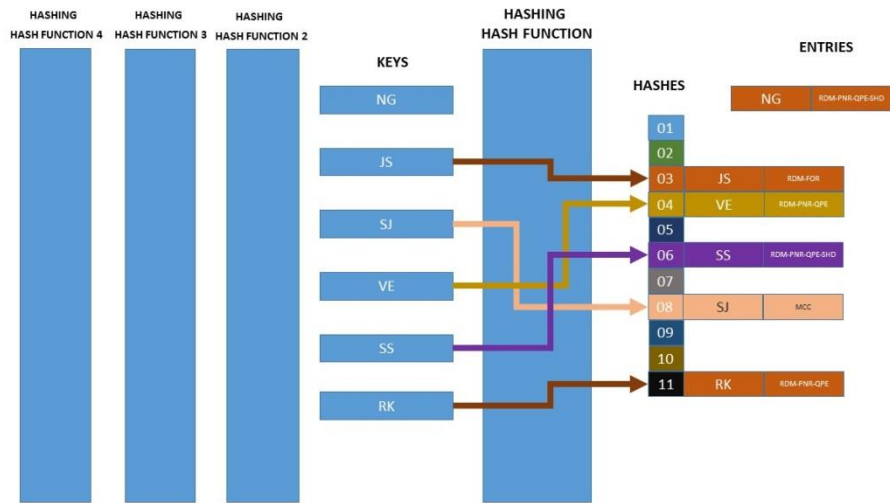 HASHING
HASH FUNCTION 4
HASHING
HASH FUNCTION 3
HASHING
HASH FUNCTION 2
KEYS
NG
JS
SJ
VE
SS
RK
HASHING
HASH FUNCTION
HASHES
ENTRIES
NG RDM-PNR-QPE-SHD
01
02
03 JS RDM-FOR
04 VE RDM-PNR-QPE
05
06 SS RDM-PNR-QPE-SHD
07
08 SJ MCC
09
10
11 RK RDM-PNR-QPE